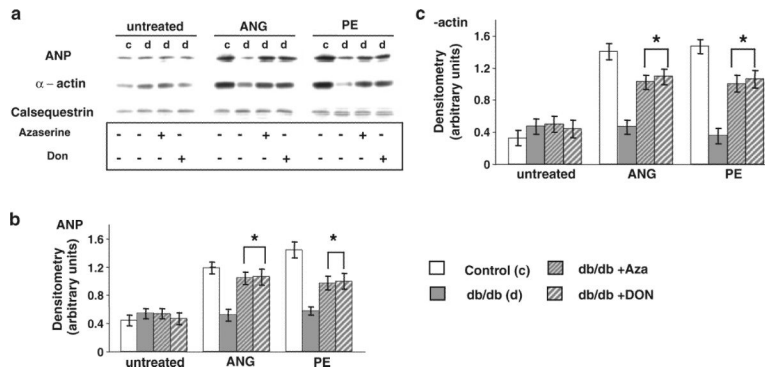 a
untreated ANG PE
c d d d c d d d c d d d
ANP
α – actin
Calsequestrin
Azaserine - - + - - - + - - - + -
Don - - - + - - - + - - - +
b
ANP
Densitometry
(arbitrary units)
1.6
1.2
0.8
0.4
0
* *
untreated ANG PE
c
-actin
Densitometry
(arbitrary units)
1.6
1.2
0.8
0.4
0
* *
untreated ANG PE
Control (c) db/db +Aza
db/db (d) db/db +DON